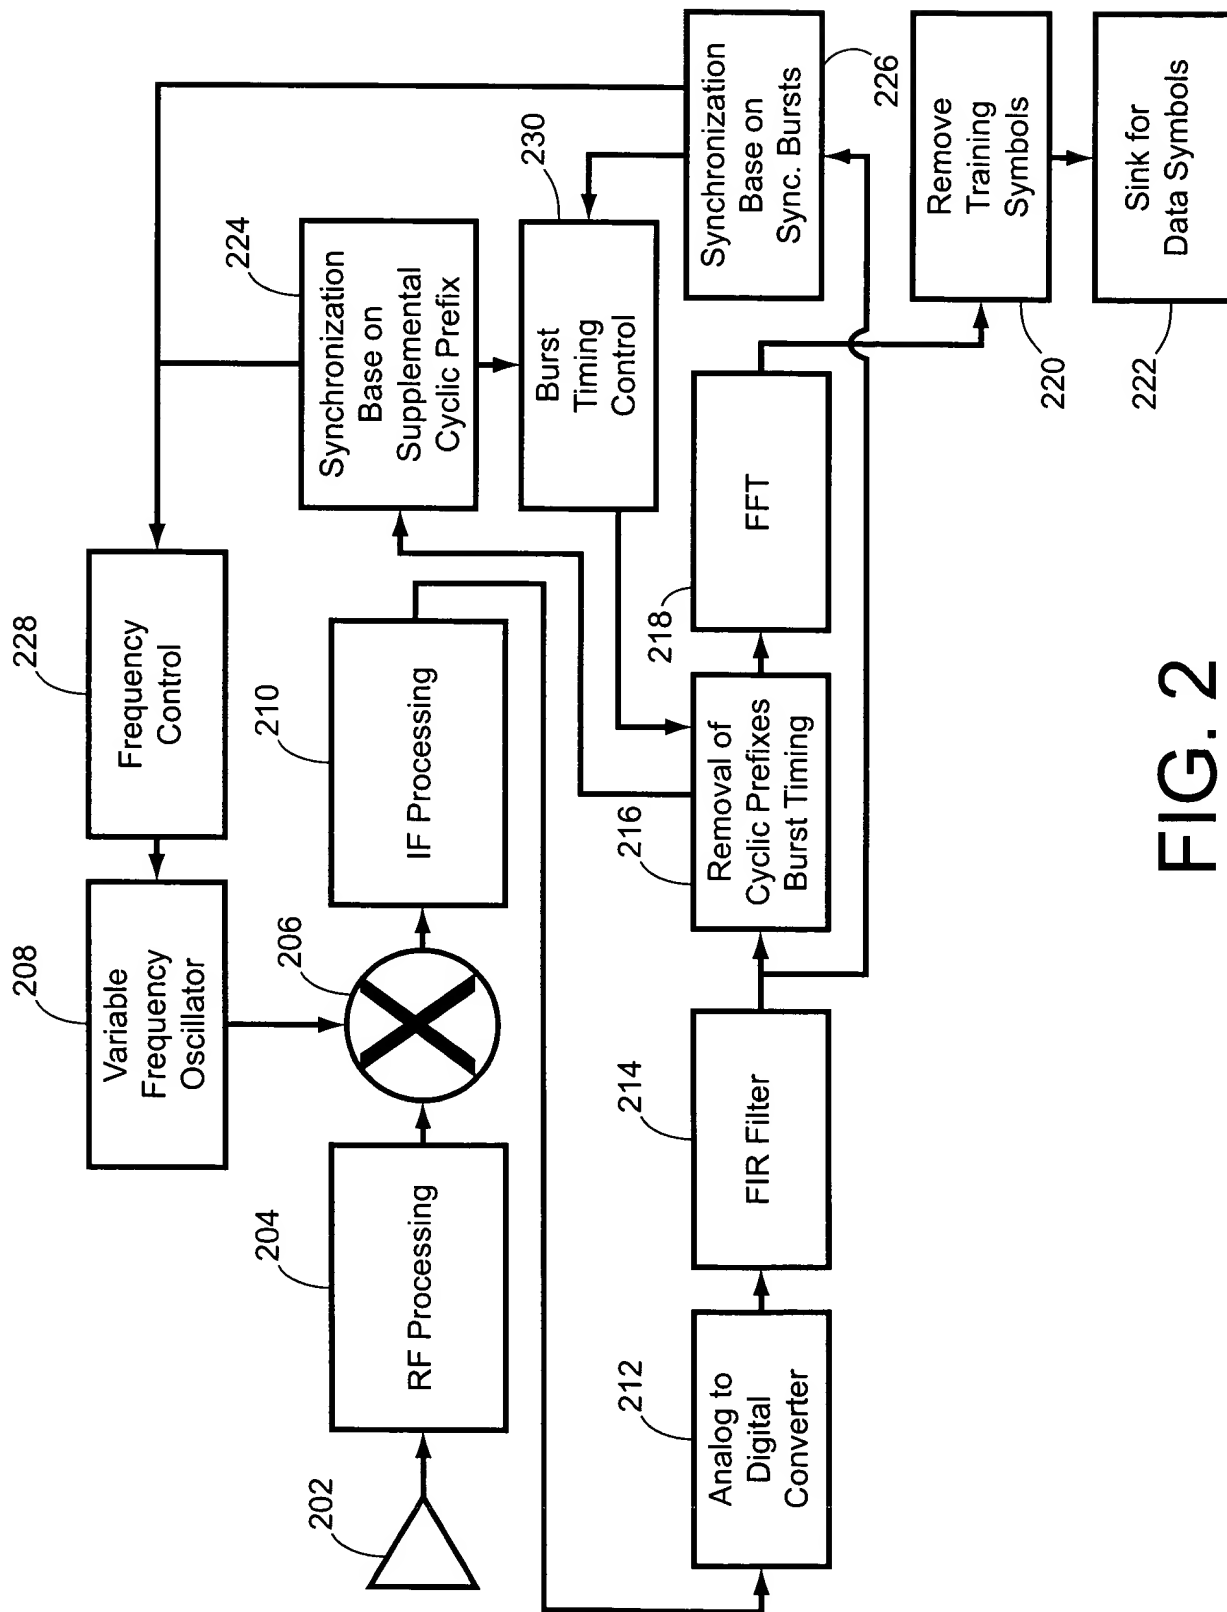 202
204
RF Processing
206
208
Variable
Frequency
Oscillator
228
Frequency
Control
210
IF Processing
224
Synchronization
Base on
Supplemental
Cyclic Prefix
230
Burst
Timing
Control
212
Analog to
Digital
Converter
214
FIR Filter
216
Removal of
Cyclic Prefixes
Burst Timing
218
FFT
Synchronization
Base on
Sync. Bursts
226
Remove
Training
Symbols
220
Sink for
Data Symbols
222
FIG. 2